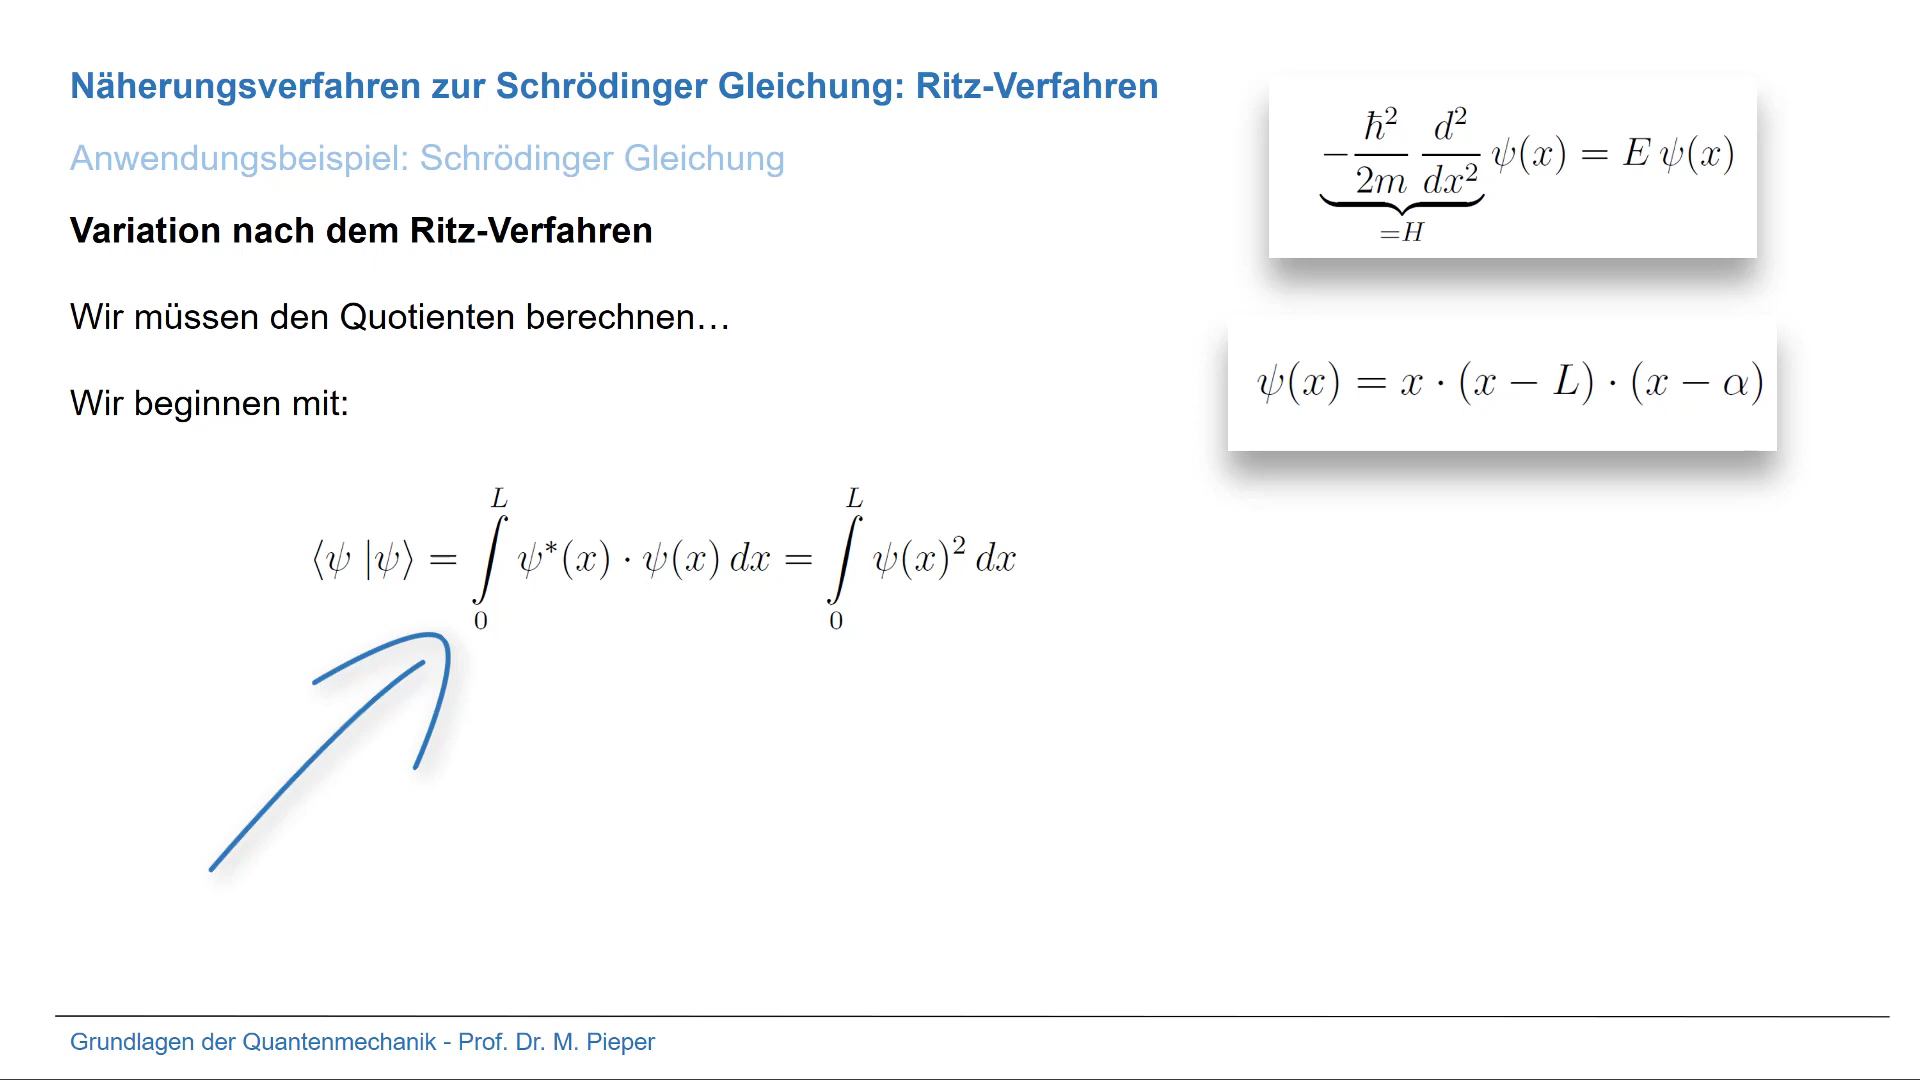 Näherungsverfahren zur Schrödinger Gleichung: Ritz-Verfahren
Anwendungsbeispiel: Schrödinger Gleichung
Variation nach dem Ritz-Verfahren
Wir müssen den Quotienten berechnen…
Wir beginnen mit:
⟨ψ |ψ⟩ = ∫₀ᴸ ψ*(x) · ψ(x) dx = ∫₀ᴸ ψ(x)² dx
−ħ²/2m d²/dx² ψ(x) = E ψ(x)
=H
ψ(x) = x · (x − L) · (x − α)
Grundlagen der Quantenmechanik - Prof. Dr. M. Pieper